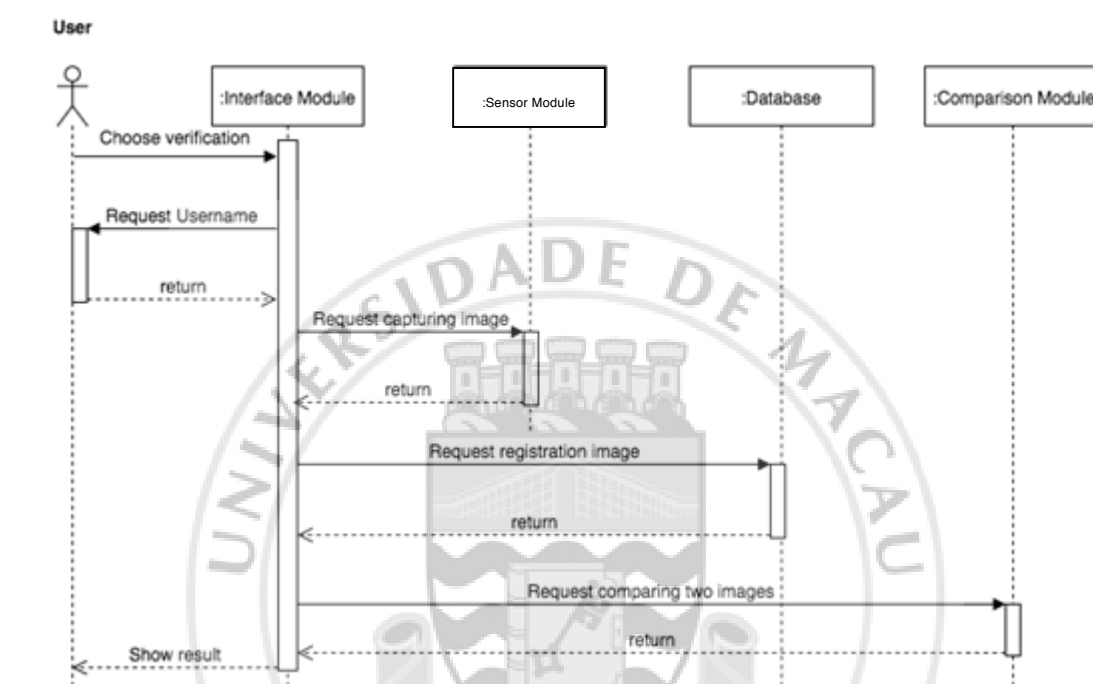 User
:Interface Module
:Sensor Module
:Database
:Comparison Module
Choose verification
Request Username
return
Request capturing image
return
Request registration image
return
Request comparing two images
return
Show result
UNIVERSIDADE DE MACAU